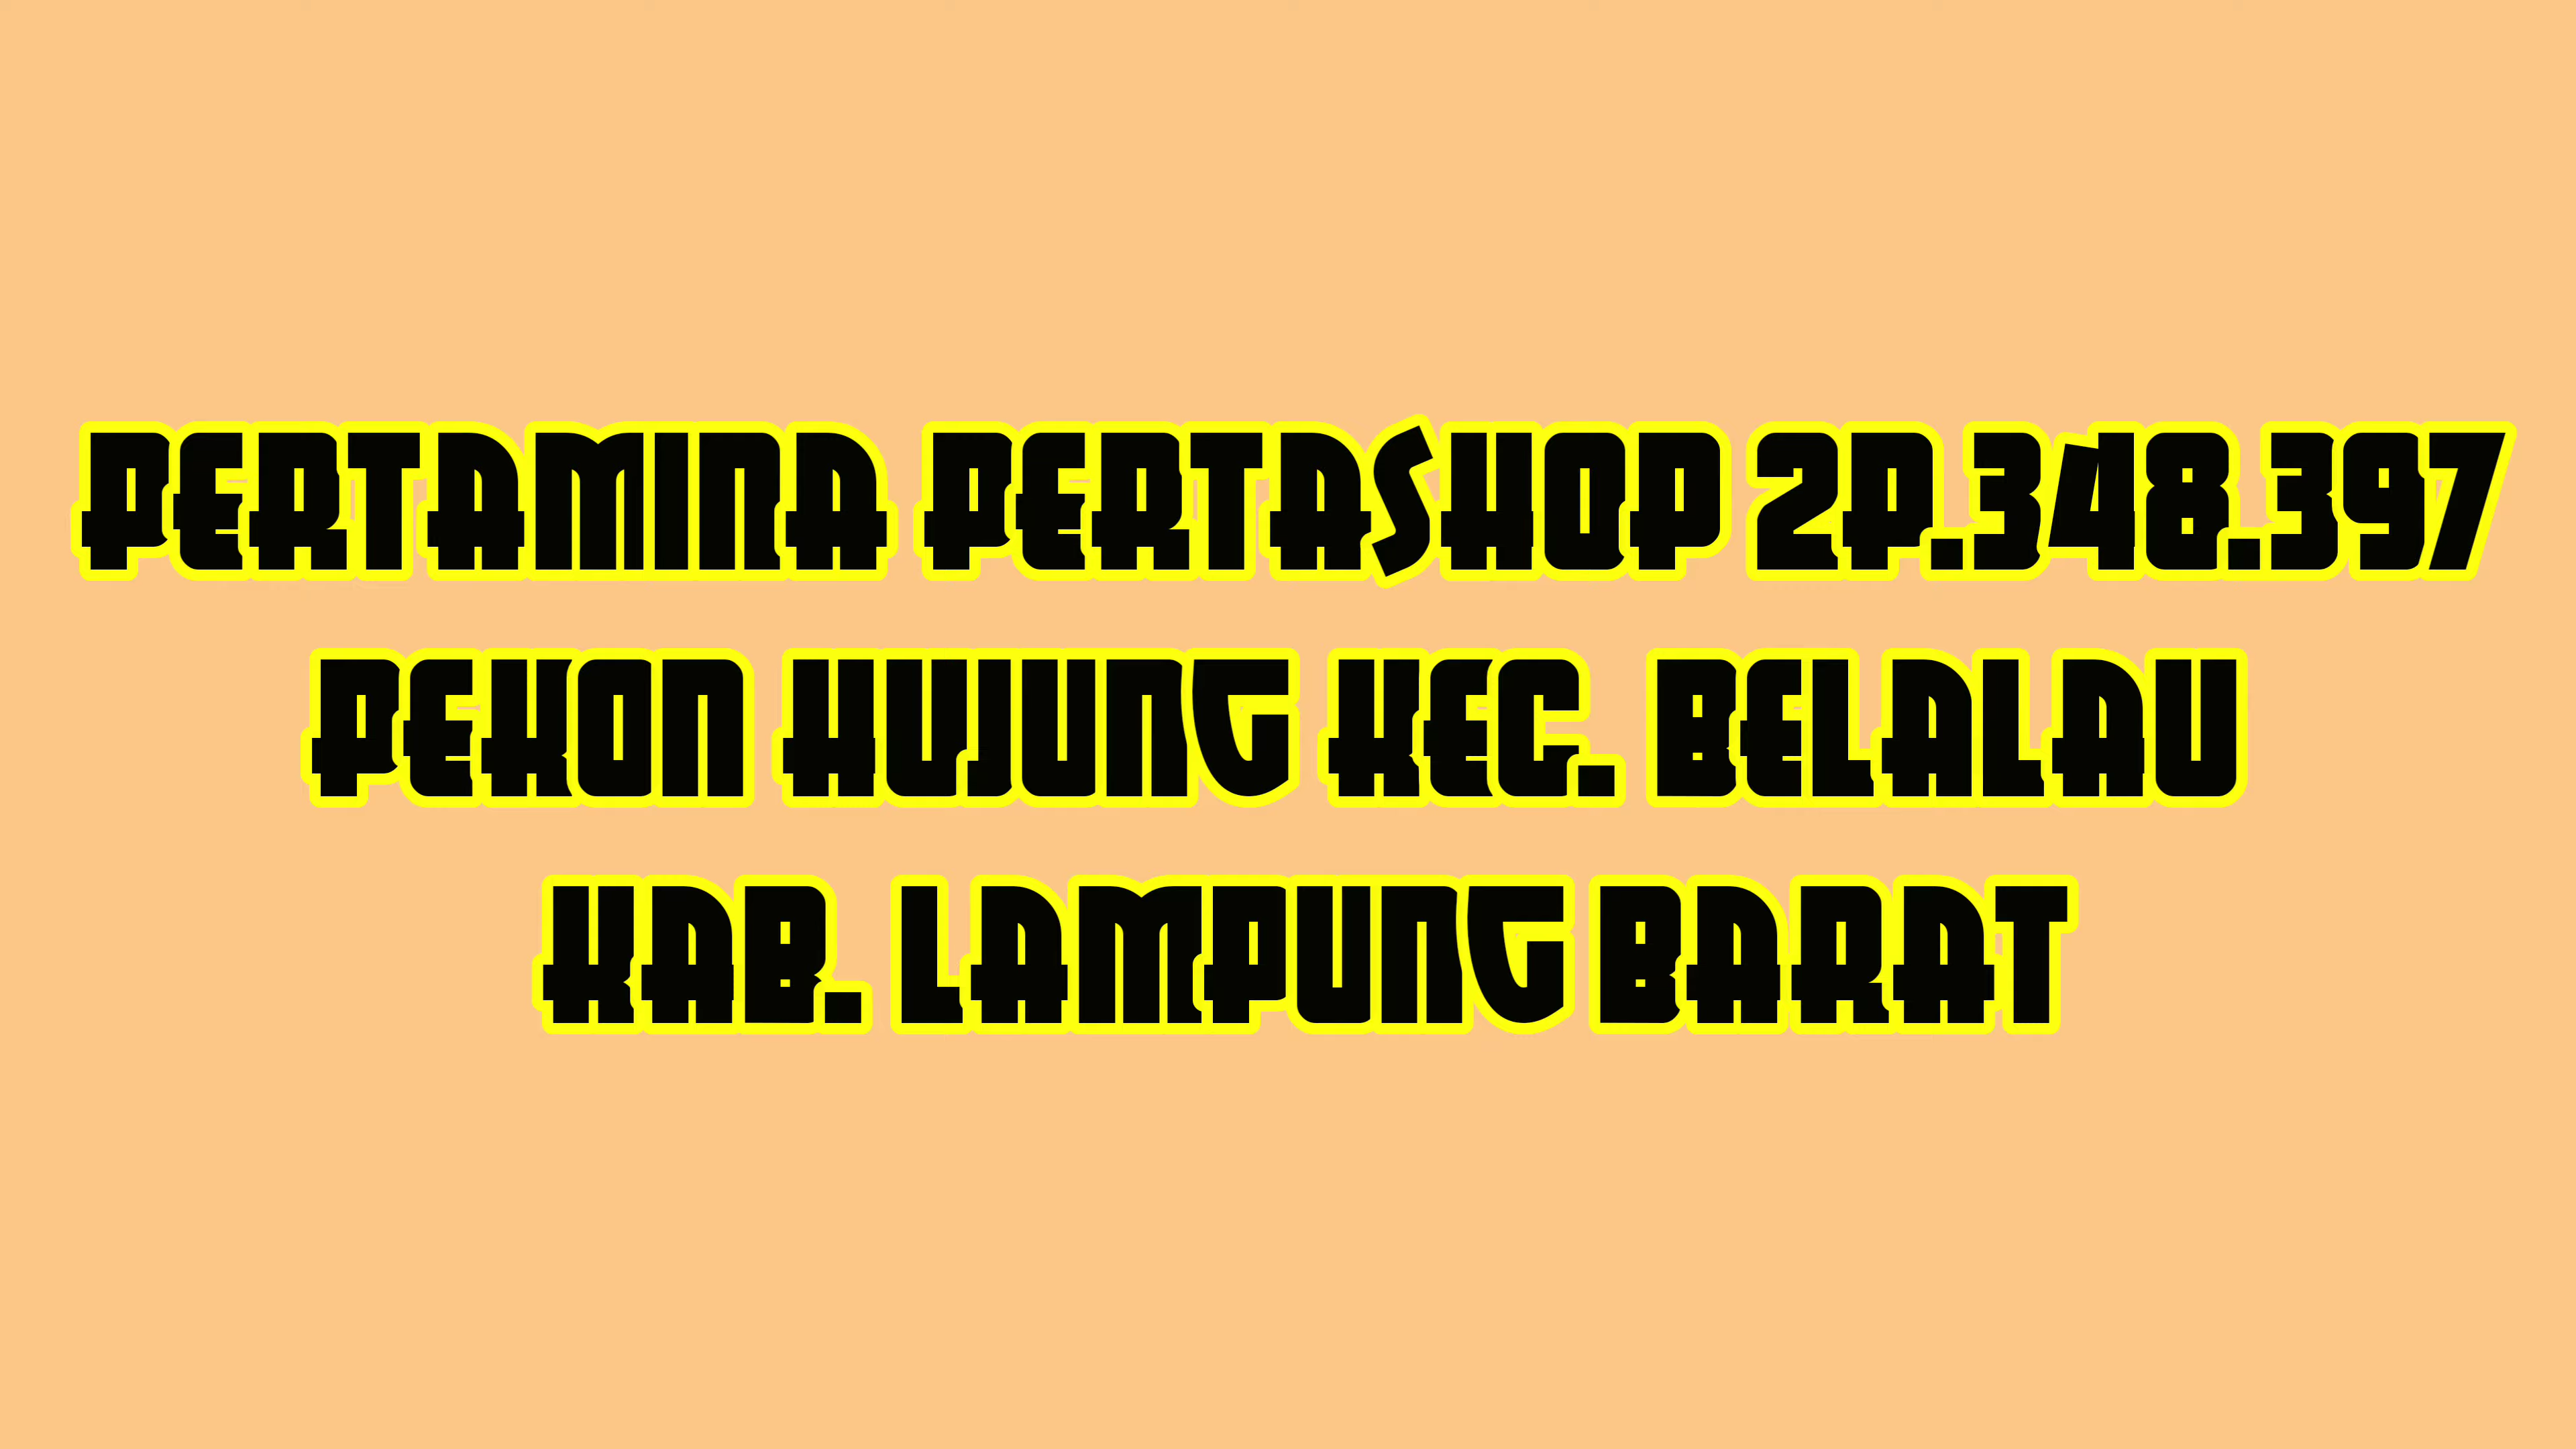 PERTAMINA PERTASHOP 2P.348.397
PEKON HUJUNG KEC. BELALAU
KAB. LAMPUNG BARAT